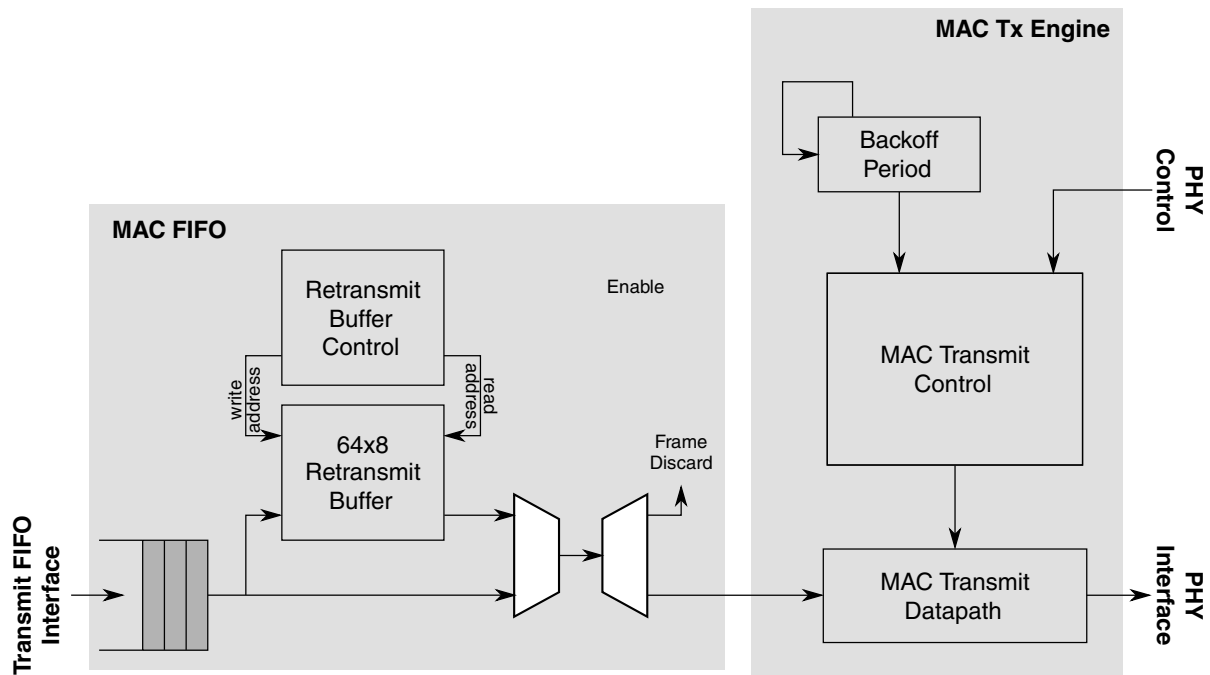 MAC Tx Engine
Backoff
Period
PHY
Control
MAC FIFO
Retransmit
Buffer
Control
Enable
write
address
read
address
MAC Transmit
Control
64x8
Retransmit
Buffer
Frame
Discard
Transmit FIFO
Interface
MAC Transmit
Datapath
PHY
Interface